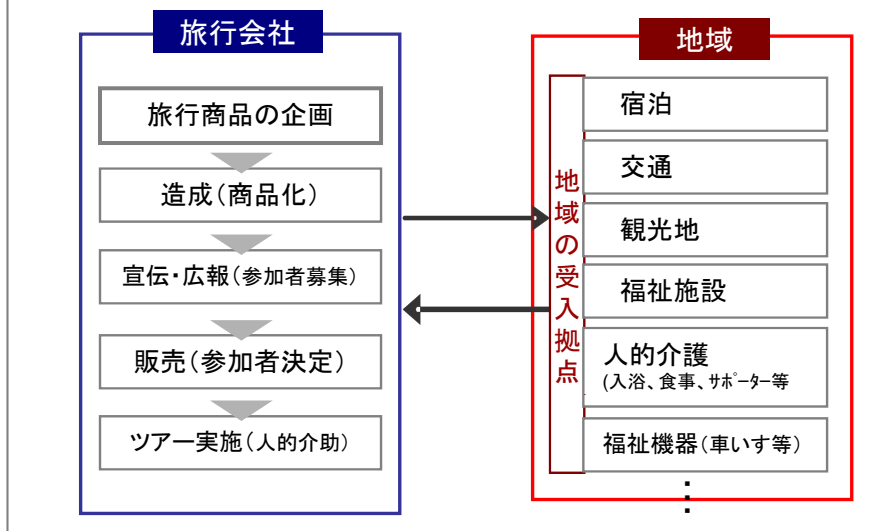 旅行会社
旅行商品の企画
造成(商品化)
宣伝・広報(参加者募集)
販売(参加者決定)
ツアー実施(人的介助)
地域
地域の受入拠点
宿泊
交通
観光地
福祉施設
人的介護
(入浴、食事、ｻﾎﾟｰﾀｰ等
福祉機器(車いす等)